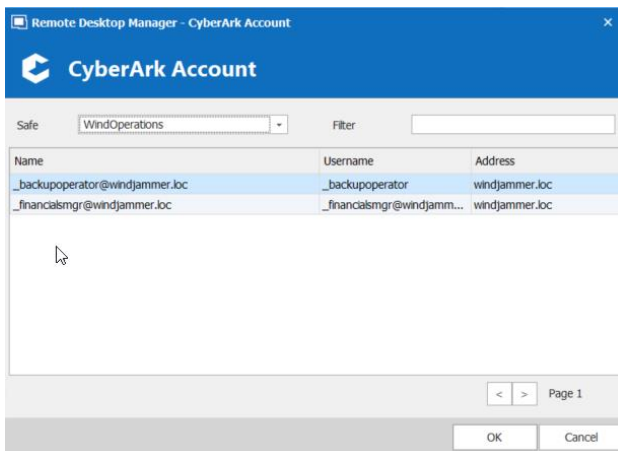 Remote Desktop Manager - CyberArk Account
CyberArk Account
Safe WindOperations Filter
Name Username Address
_backupoperator@windjammer.loc _backupoperator windjammer.loc
_financialsmgr@windjammer.loc _financialsmgr@windjamm... windjammer.loc
< > Page 1
OK Cancel